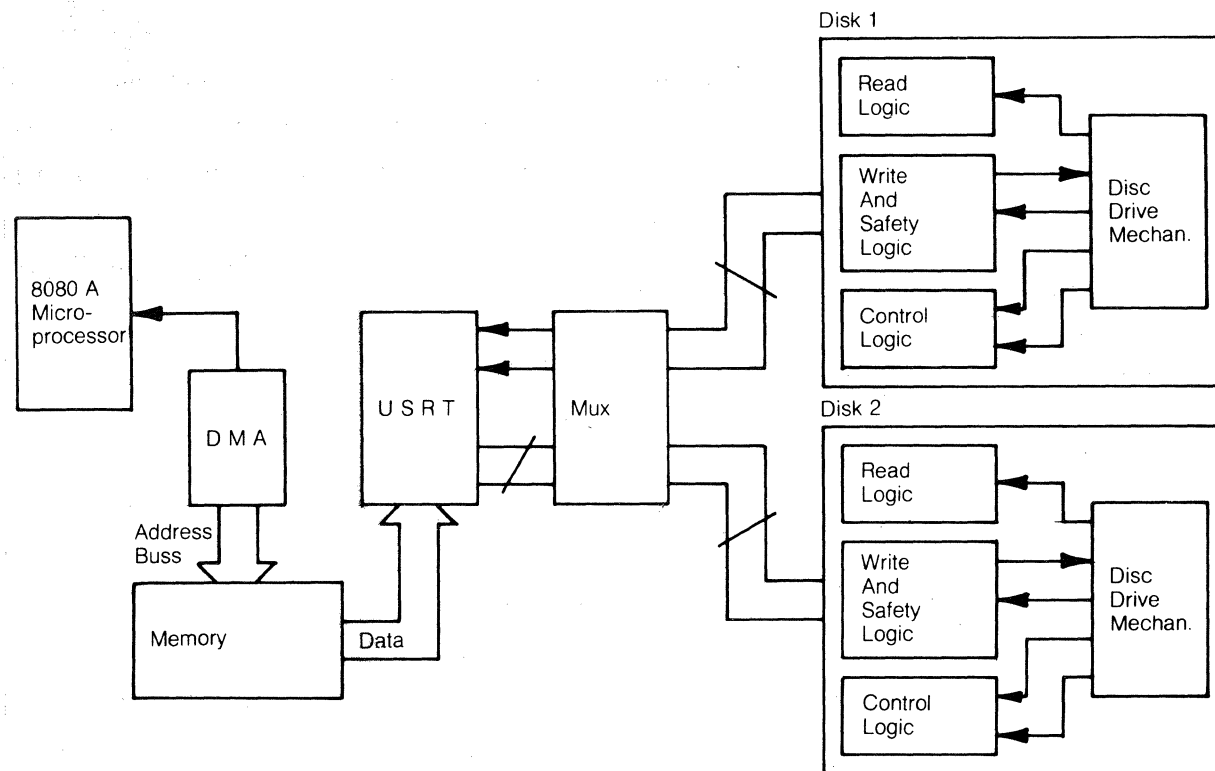 Disk 1
Read
Logic
Write
And
Safety
Logic
Control
Logic
Disc
Drive
Mechan.
8080 A
Micro-
processor
D M A
Address
Buss
Memory
Data
U S R T
Mux
Disk 2
Read
Logic
Write
And
Safety
Logic
Control
Logic
Disc
Drive
Mechan.